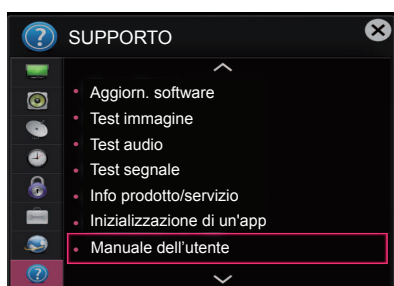 SUPPORTO
Aggiorn. software
Test immagine
Test audio
Test segnale
Info prodotto/servizio
Inizializzazione di un'app
Manuale dell'utente